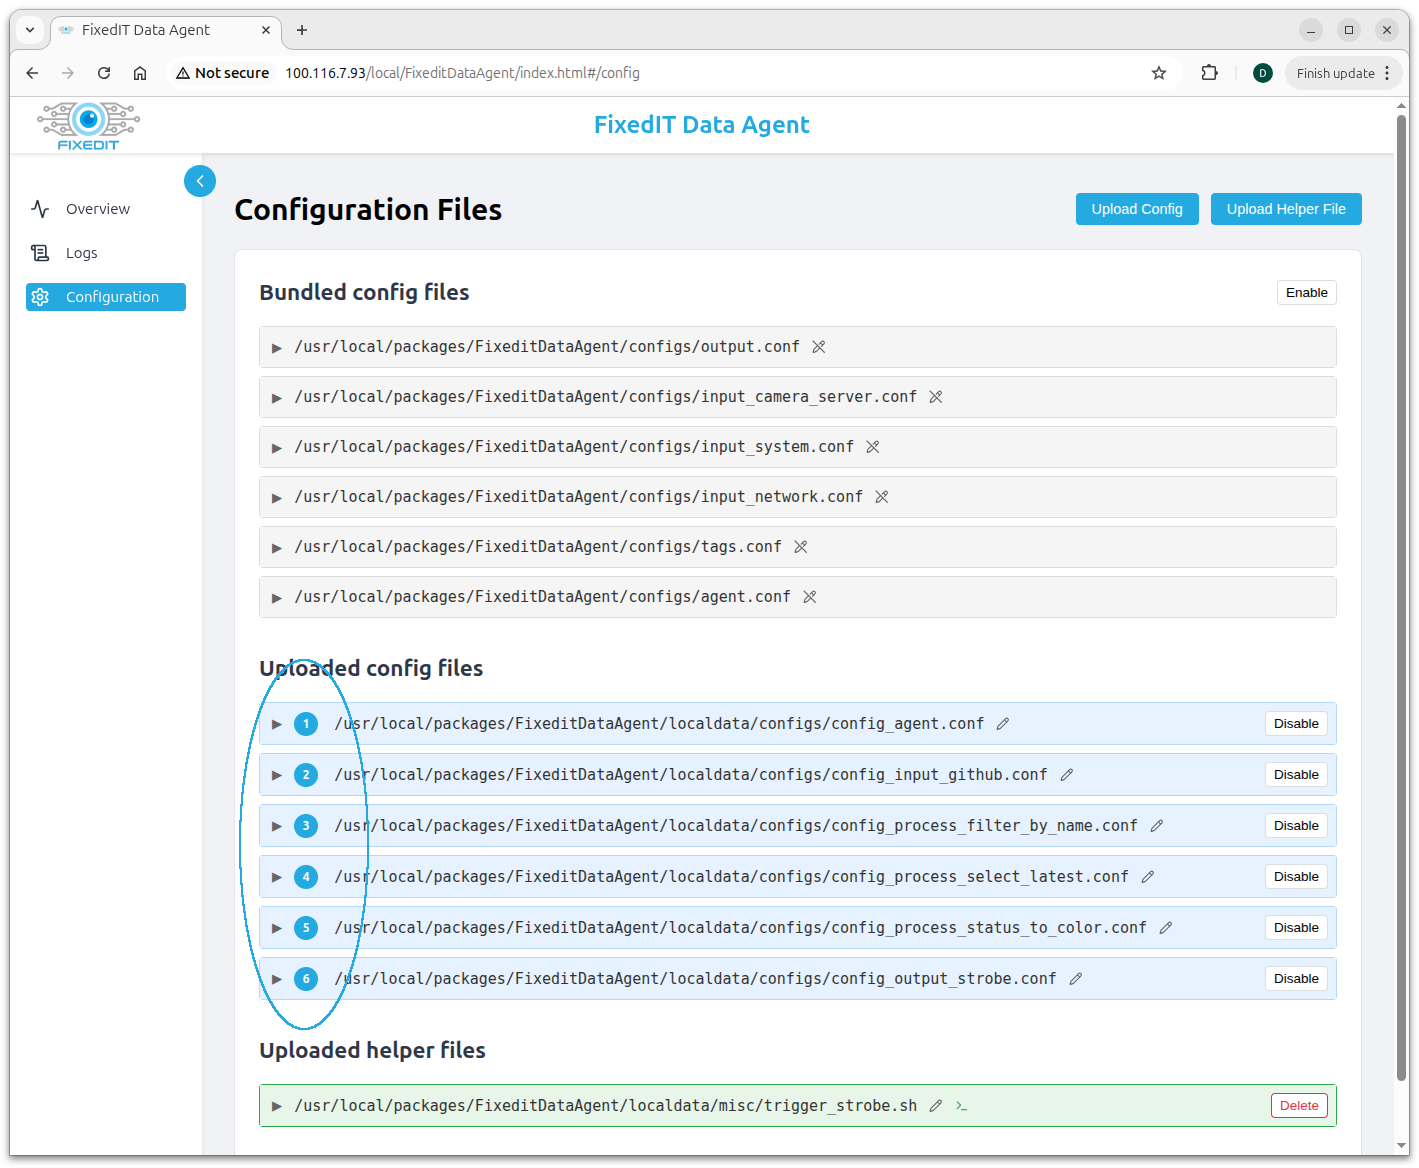 FixedIT Data Agent
Not secure 100.116.7.93/local/FixeditDataAgent/index.html#/config
D
Finish update
FIXEDIT
FixedIT Data Agent
Overview
Logs
Configuration
Configuration Files
Upload Config
Upload Helper File
Bundled config files
Enable
/usr/local/packages/FixeditDataAgent/configs/output.conf
/usr/local/packages/FixeditDataAgent/configs/input_camera_server.conf
/usr/local/packages/FixeditDataAgent/configs/input_system.conf
/usr/local/packages/FixeditDataAgent/configs/input_network.conf
/usr/local/packages/FixeditDataAgent/configs/tags.conf
/usr/local/packages/FixeditDataAgent/configs/agent.conf
Uploaded config files
1 /usr/local/packages/FixeditDataAgent/localdata/configs/config_agent.conf Disable
2 /usr/local/packages/FixeditDataAgent/localdata/configs/config_input_github.conf Disable
3 /usr/local/packages/FixeditDataAgent/localdata/configs/config_process_filter_by_name.conf Disable
4 /usr/local/packages/FixeditDataAgent/localdata/configs/config_process_select_latest.conf Disable
5 /usr/local/packages/FixeditDataAgent/localdata/configs/config_process_status_to_color.conf Disable
6 /usr/local/packages/FixeditDataAgent/localdata/configs/config_output_strobe.conf Disable
Uploaded helper files
/usr/local/packages/FixeditDataAgent/localdata/misc/trigger_strobe.sh Delete